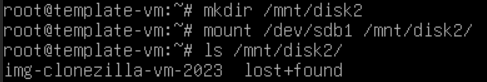 root@template-vm:~# mkdir /mnt/disk2
root@template-vm:~# mount /dev/sdb1 /mnt/disk2/
root@template-vm:~# ls /mnt/disk2/
img-clonezilla-vm-2023  lost+found